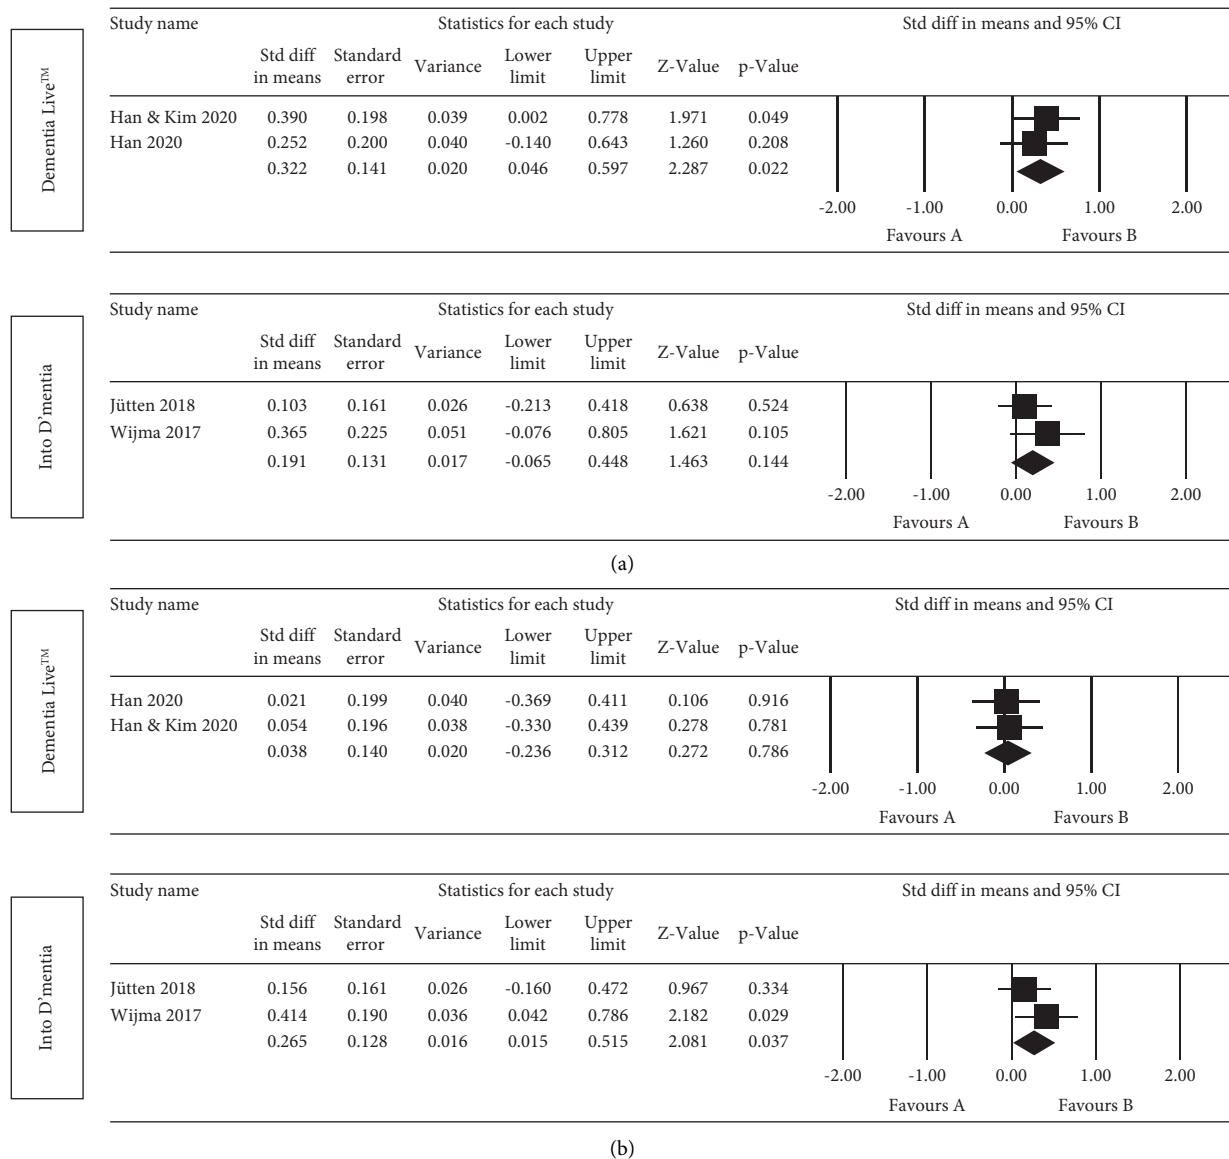 Dementia Live™
Study name Statistics for each study Std diff in means and 95% CI
Std diff in means Standard error Variance Lower limit Upper limit Z-Value p-Value
Han & Kim 2020 0.390 0.198 0.039 0.002 0.778 1.971 0.049
Han 2020 0.252 0.200 0.040 -0.140 0.643 1.260 0.208
0.322 0.141 0.020 0.046 0.597 2.287 0.022
-2.00 -1.00 0.00 1.00 2.00
Favours A Favours B
Into D'mentia
Study name Statistics for each study Std diff in means and 95% CI
Std diff in means Standard error Variance Lower limit Upper limit Z-Value p-Value
Jütten 2018 0.103 0.161 0.026 -0.213 0.418 0.638 0.524
Wijma 2017 0.365 0.225 0.051 -0.076 0.805 1.621 0.105
0.191 0.131 0.017 -0.065 0.448 1.463 0.144
-2.00 -1.00 0.00 1.00 2.00
Favours A Favours B
(a)
Dementia Live™
Study name Statistics for each study Std diff in means and 95% CI
Std diff in means Standard error Variance Lower limit Upper limit Z-Value p-Value
Han 2020 0.021 0.199 0.040 -0.369 0.411 0.106 0.916
Han & Kim 2020 0.054 0.196 0.038 -0.330 0.439 0.278 0.781
0.038 0.140 0.020 -0.236 0.312 0.272 0.786
-2.00 -1.00 0.00 1.00 2.00
Favours A Favours B
Into D'mentia
Study name Statistics for each study Std diff in means and 95% CI
Std diff in means Standard error Variance Lower limit Upper limit Z-Value p-Value
Jütten 2018 0.156 0.161 0.026 -0.160 0.472 0.967 0.334
Wijma 2017 0.414 0.190 0.036 0.042 0.786 2.182 0.029
0.265 0.128 0.016 0.015 0.515 2.081 0.037
-2.00 -1.00 0.00 1.00 2.00
Favours A Favours B
(b)